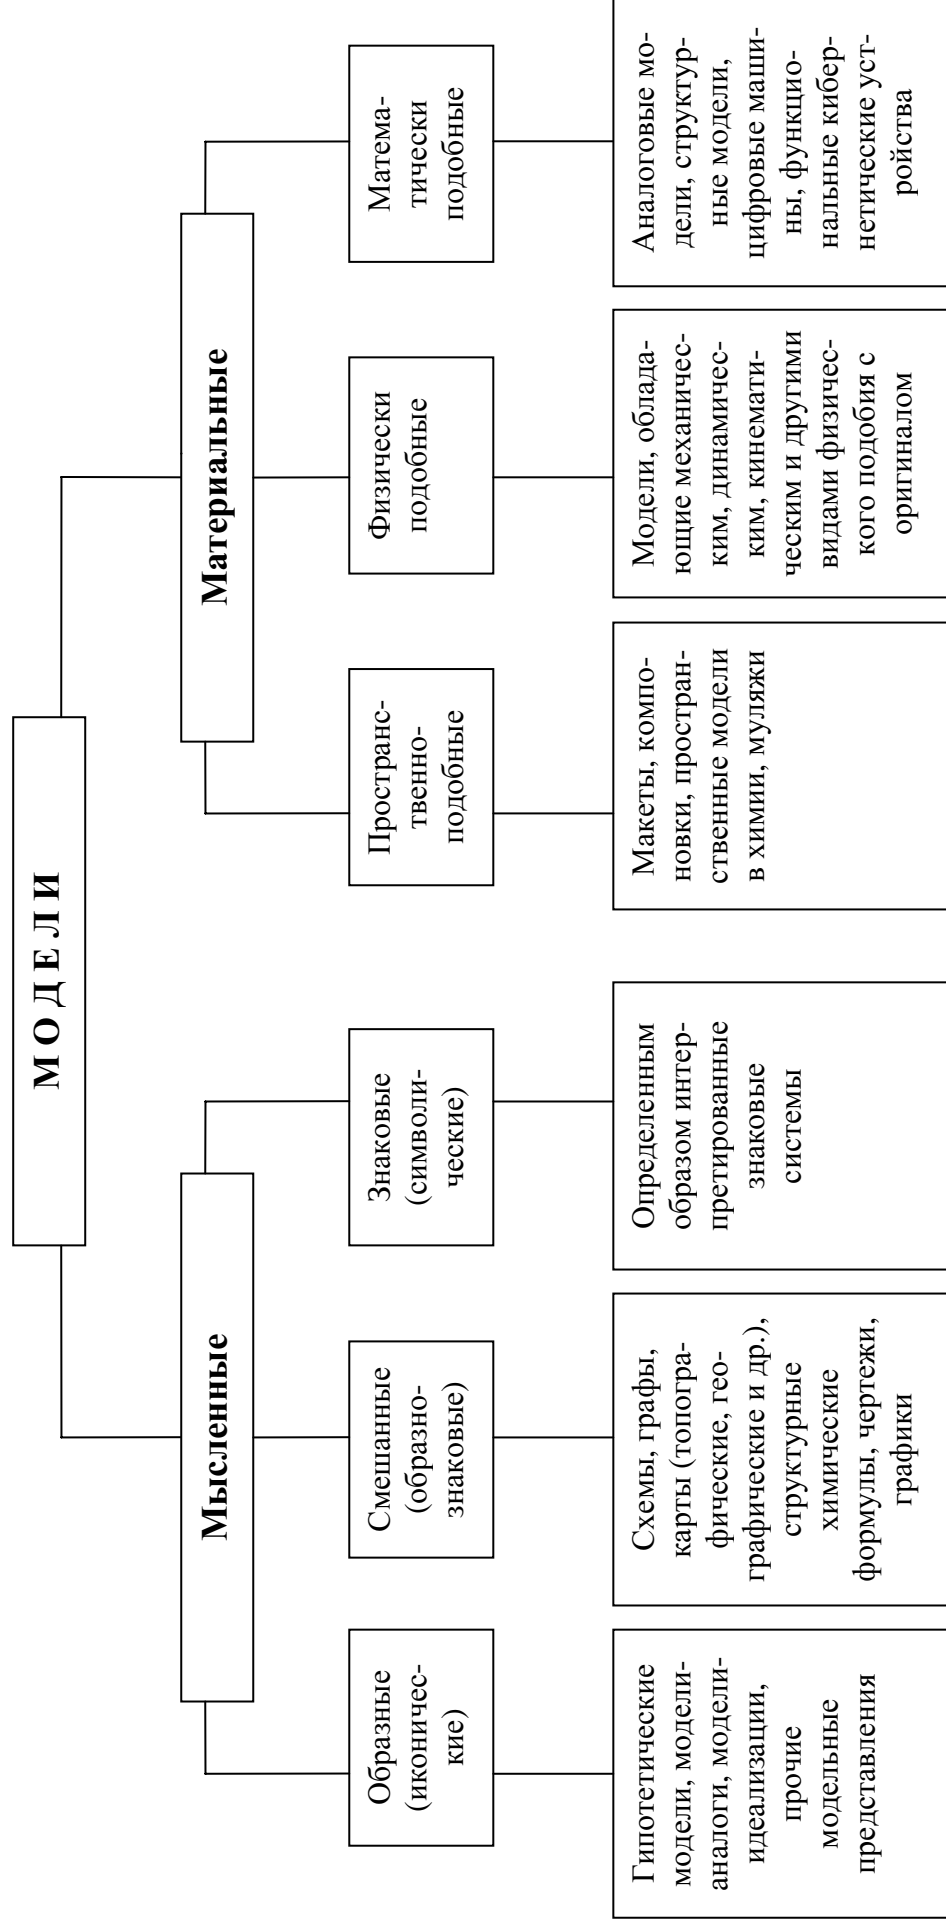 МОДЕЛИ
Мысленные
Материальные
Образные
(иконичес-
кие)
Смешанные
(образно-
знаковые)
Знаковые
(символи-
ческие)
Пространс-
твенно-
подобные
Физически
подобные
Матема-
тически
подобные
Гипотетические
модели, модели-
аналоги, модели-
идеализации,
прочие
модельные
представления
Схемы, графы,
карты (топогра-
фические, гео-
графические и др.),
структурные
химические
формулы, чертежи,
графики
Определенным
образом интер-
претированные
знаковые
системы
Макеты, компо-
новки, простран-
ственные модели
в химии, муляжи
Модели, облада-
ющие механичес-
ким, динамичес-
ким, кинемати-
ческим и другими
видами физичес-
кого подобия с
оригиналом
Аналоговые мо-
дели, структур-
ные модели,
цифровые маши-
ны, функцио-
нальные кибер-
нетические уст-
ройства